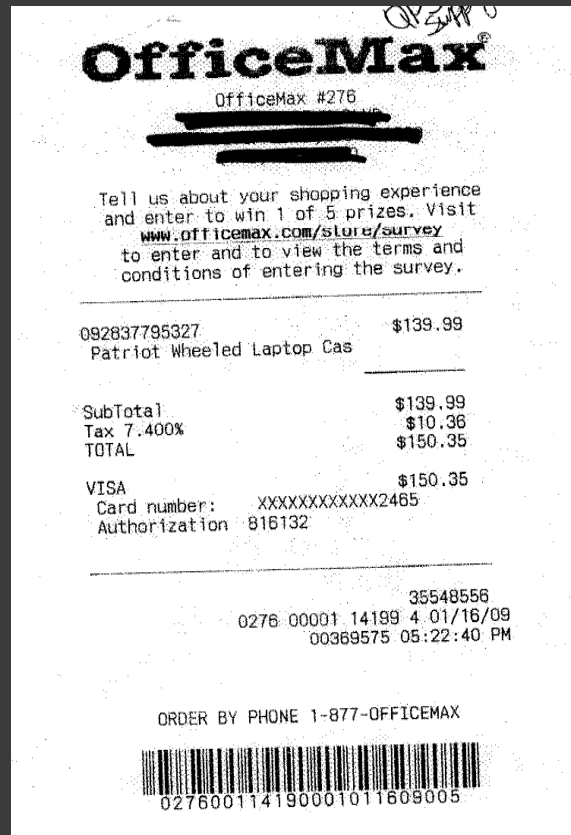 OfficeMax®
OfficeMax #276
Tell us about your shopping experience
and enter to win 1 of 5 prizes. Visit
www.officemax.com/store/survey
to enter and to view the terms and
conditions of entering the survey.
092837795327 $139.99
Patriot Wheeled Laptop Cas
SubTotal $139.99
Tax 7.400% $10.36
TOTAL $150.35
VISA $150.35
Card number: XXXXXXXXXXXX2465
Authorization 816132
35548556
0276 00001 14199 4 01/16/09
00369575 05:22:40 PM
ORDER BY PHONE 1-877-OFFICEMAX
0276001141990001011609005